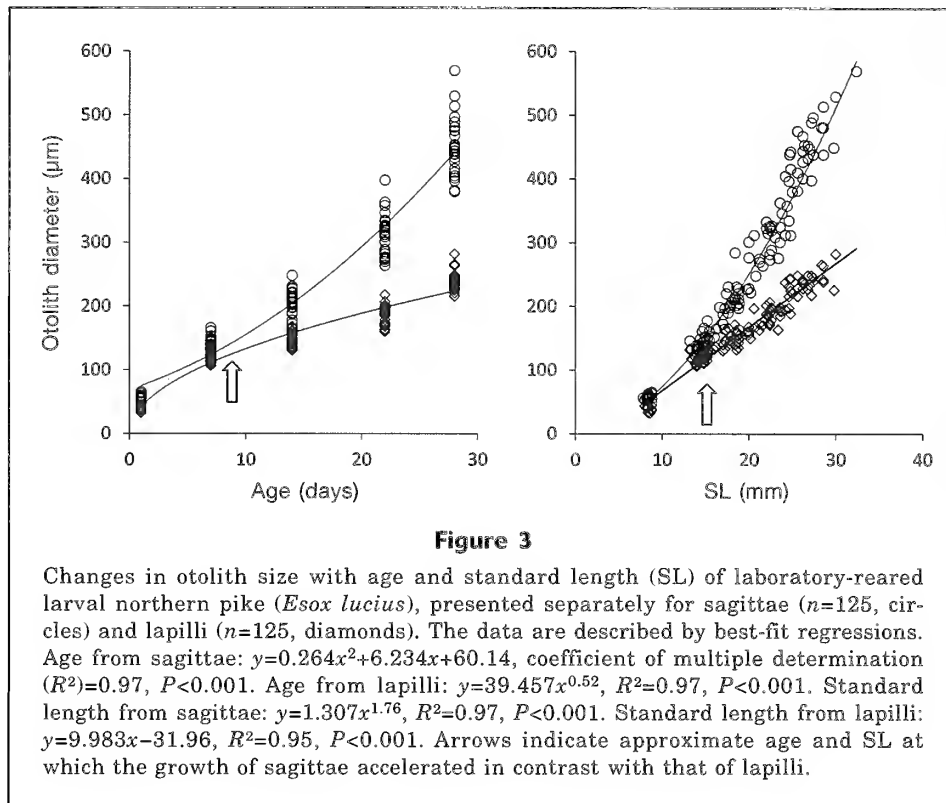 600
500
400
300
200
100
0
Otolith diameter (µm)
0
10
20
30
Age (days)
600
500
400
300
200
100
0
0
10
20
30
40
SL (mm)
Figure 3
Changes in otolith size with age and standard length (SL) of laboratory-reared
larval northern pike (Esox lucius), presented separately for sagittae (n=125, cir-
cles) and lapilli (n=125, diamonds). The data are described by best-fit regressions.
Age from sagittae: y=0.264x²+6.234x+60.14, coefficient of multiple determination
(R²)=0.97, P<0.001. Age from lapilli: y=39.457x^0.52, R²=0.97, P<0.001. Standard
length from sagittae: y=1.307x^1.76, R²=0.97, P<0.001. Standard length from lapilli:
y=9.983x−31.96, R²=0.95, P<0.001. Arrows indicate approximate age and SL at
which the growth of sagittae accelerated in contrast with that of lapilli.